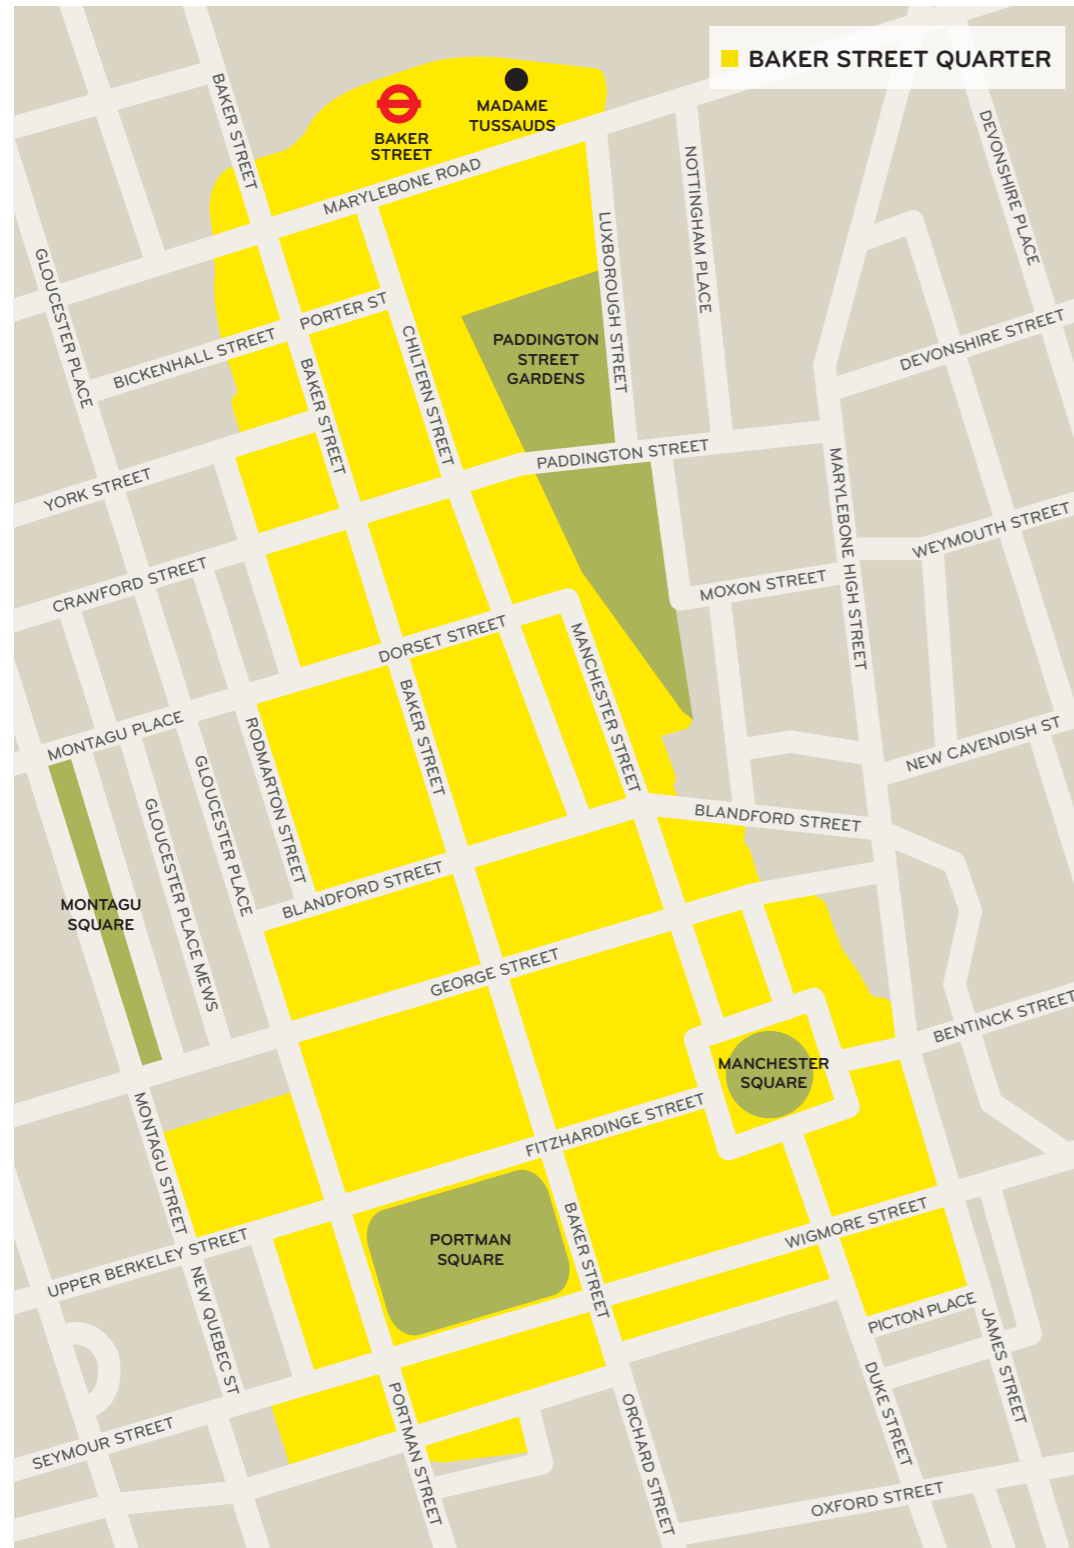 BAKER STREET QUARTER
MADAME
TUSSAUDS
BAKER
STREET
BAKER STREET
MARYLEBONE ROAD
DEVONSHIRE PLACE
NOTTINGHAM PLACE
LUXBOROUGH STREET
GLOUCESTER PLACE
PORTER ST
BICKENHALL STREET
CHILTERN STREET
BAKER STREET
PADDINGTON
STREET
GARDENS
DEVONSHIRE STREET
PADDINGTON STREET
YORK STREET
MARYLEBONE HIGH STREET
WEYMOUTH STREET
CRAWFORD STREET
MOXON STREET
DORSET STREET
MANCHESTER STREET
BAKER STREET
MONTAGU PLACE
RODMARTON STREET
GLOUCESTER PLACE
GLOUCESTER PLACE MEWS
NEW CAVENDISH ST
BLANDFORD STREET
BLANDFORD STREET
MONTAGU
SQUARE
GEORGE STREET
BENTINCK STREET
MANCHESTER
SQUARE
FITZHARDINGE STREET
MONTAGU STREET
PORTMAN
SQUARE
BAKER STREET
WIGMORE STREET
UPPER BERKELEY STREET
NEW QUEBEC ST
PICTON PLACE
JAMES STREET
DUKE STREET
PORTMAN STREET
ORCHARD STREET
SEYMOUR STREET
OXFORD STREET